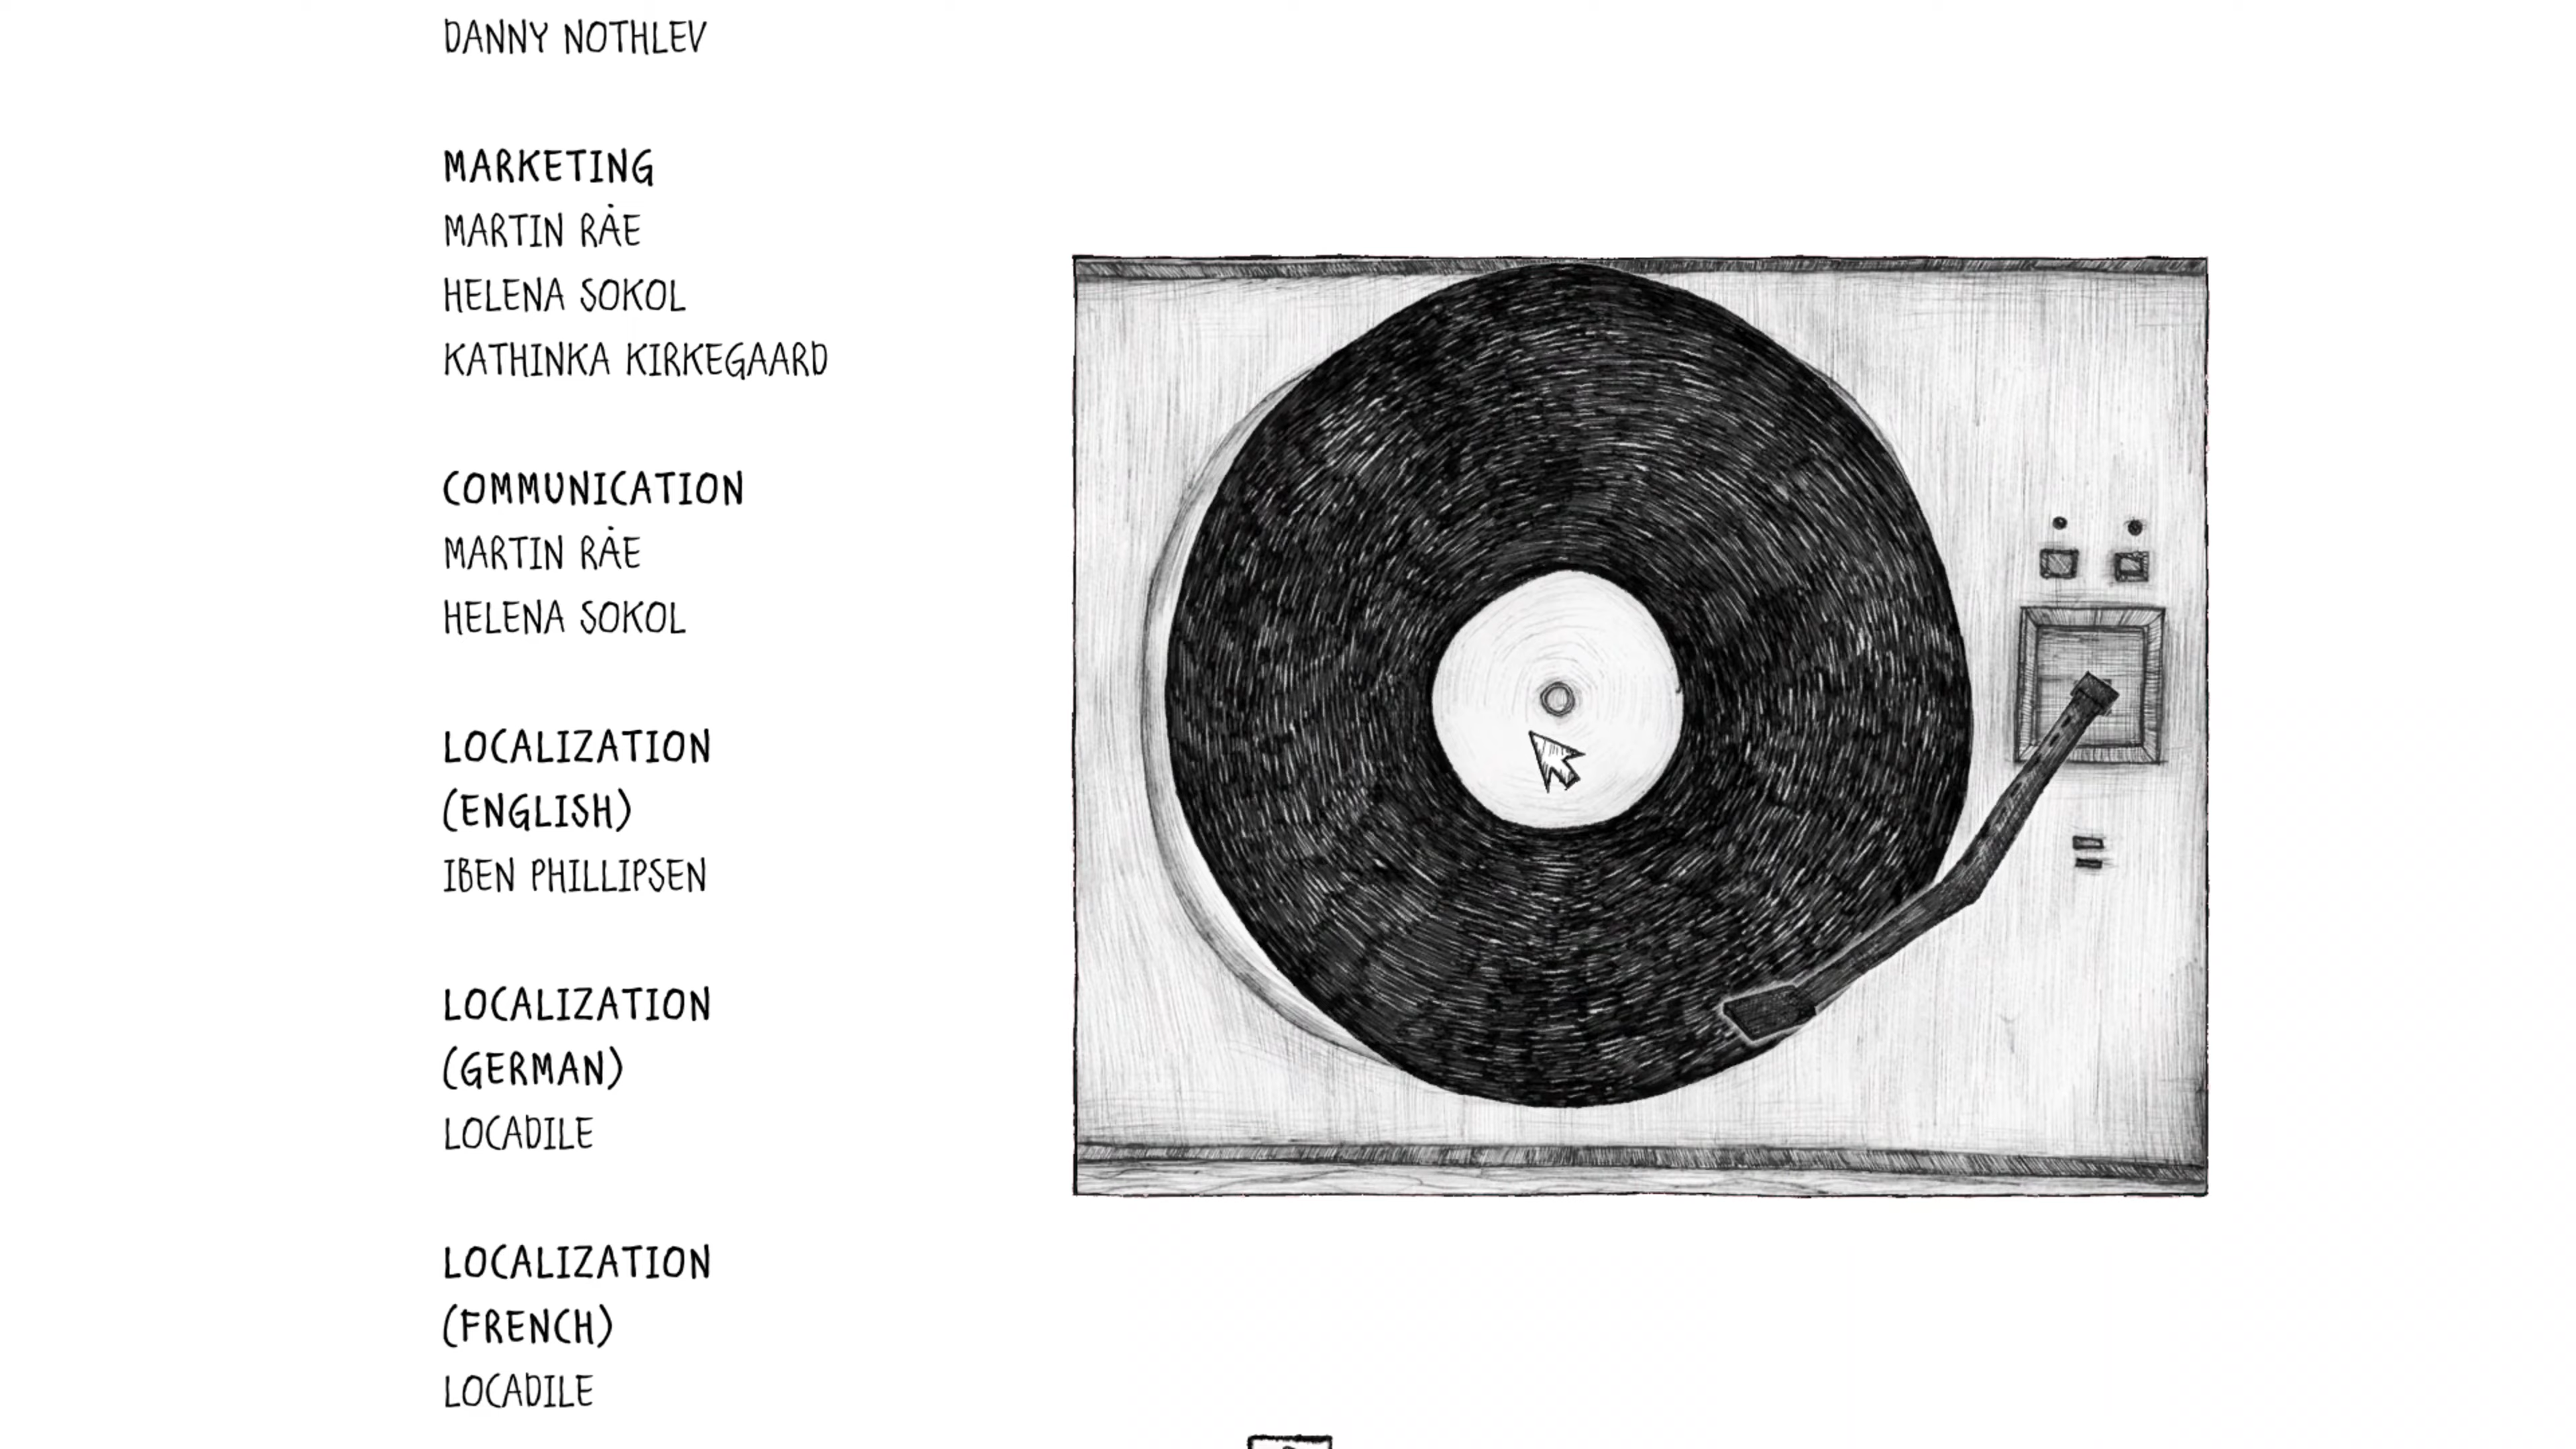 DANNY NOTHLEV
MARKETING
MARTIN RÅE
HELENA SOKOL
KATHINKA KIRKEGAARD
COMMUNICATION
MARTIN RÅE
HELENA SOKOL
LOCALIZATION
(ENGLISH)
IBEN PHILLIPSEN
LOCALIZATION
(GERMAN)
LOCADILE
LOCALIZATION
(FRENCH)
LOCADILE